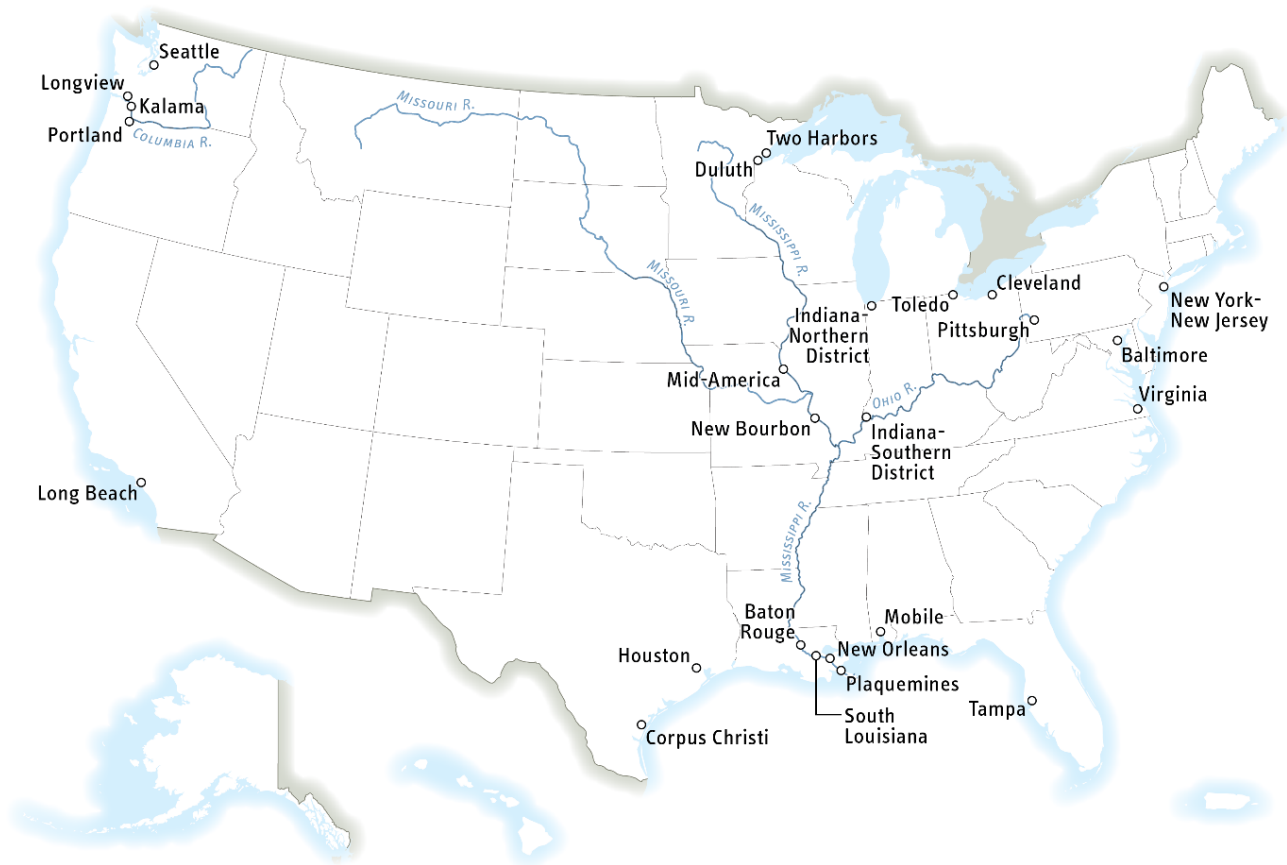 Seattle
Longview
Kalama
Portland
COLUMBIA R.
MISSOURI R.
Two Harbors
Duluth
MISSISSIPPI R.
MISSOURI R.
Cleveland
Toledo
New York-
New Jersey
Indiana-
Northern
District
Pittsburgh
Baltimore
Mid-America
OHIO R.
Virginia
New Bourbon
Indiana-
Southern
District
Long Beach
MISSISSIPPI R.
Baton
Rouge
Mobile
New Orleans
Houston
Plaquemines
South
Louisiana
Tampa
Corpus Christi